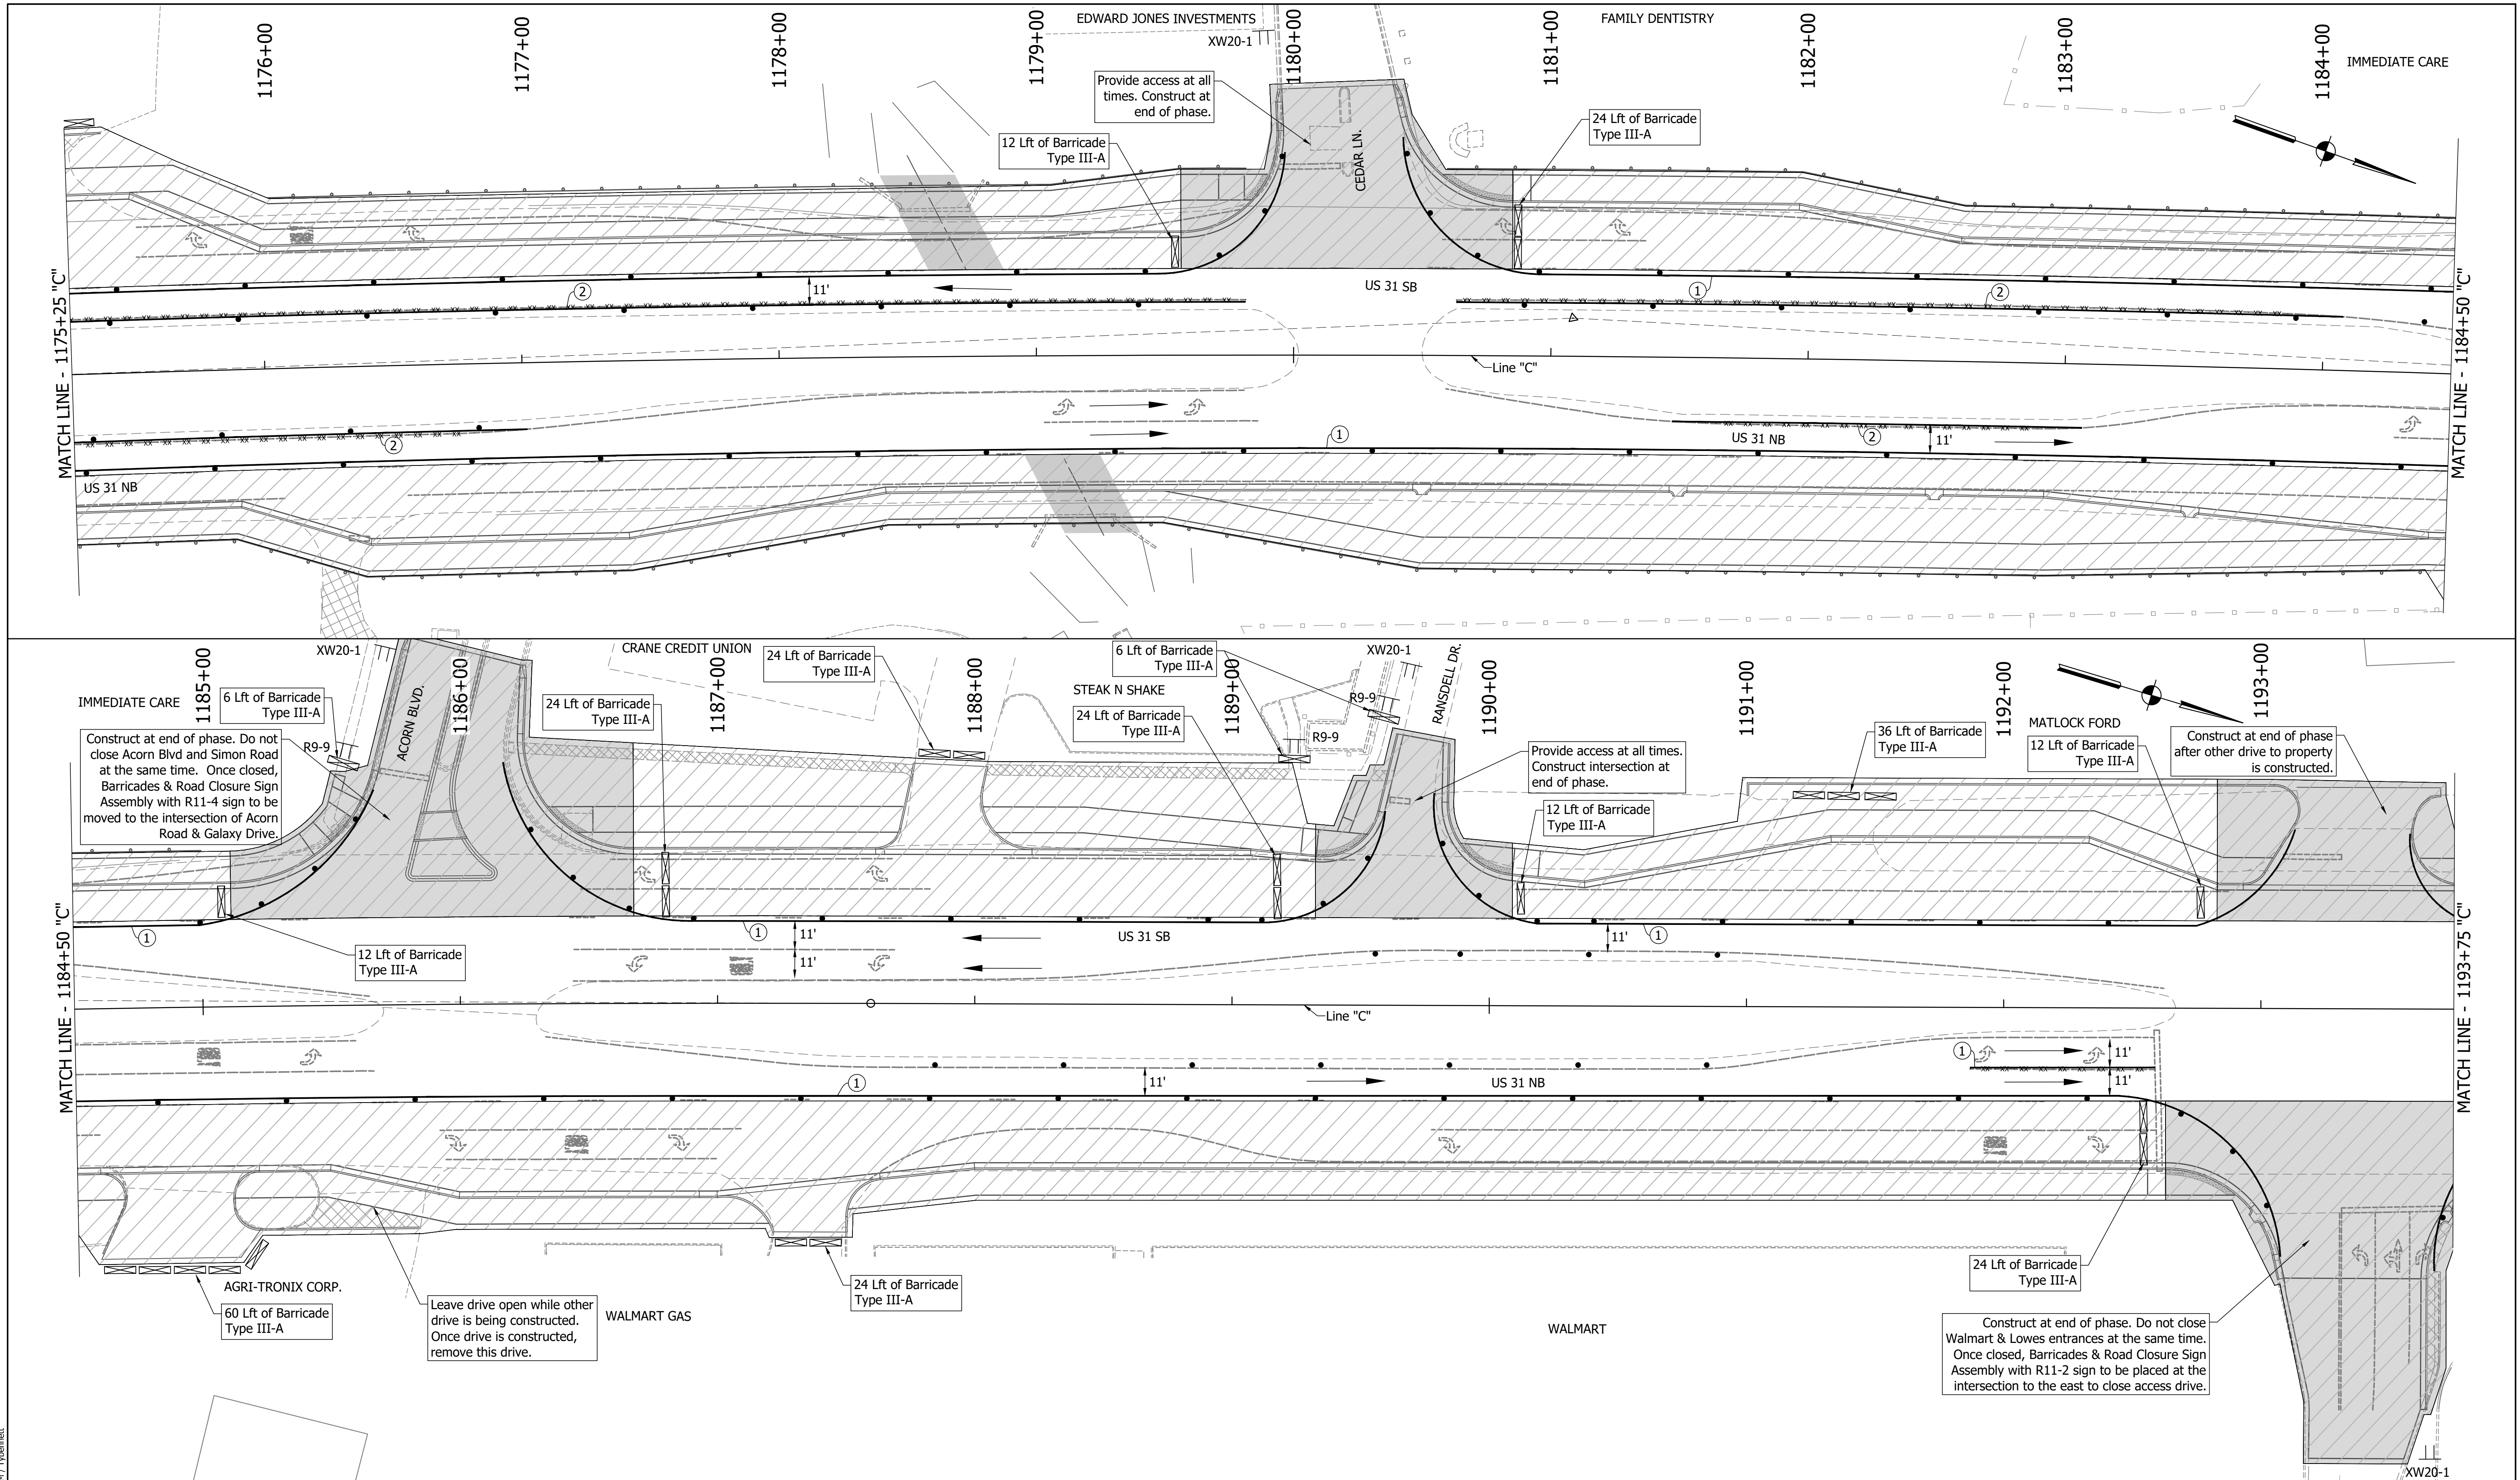 EDWARD JONES INVESTMENTS
FAMILY DENTISTRY
IMMEDIATE CARE
XW20-1
1176+00
1177+00
1178+00
1179+00
1180+00
1181+00
1182+00
1183+00
1184+00
Provide access at all
times. Construct at
end of phase.
12 Lft of Barricade
Type III-A
24 Lft of Barricade
Type III-A
CEDAR LN.
MATCH LINE - 1175+25 "C"
MATCH LINE - 1184+50 "C"
2
11'
US 31 SB
1
2
Line "C"
2
1
US 31 NB
2
11'
US 31 NB
XW20-1
CRANE CREDIT UNION
24 Lft of Barricade
Type III-A
6 Lft of Barricade
Type III-A
XW20-1
RANSDELL DR.
1185+00
1186+00
1187+00
1188+00
1189+00
1190+00
1191+00
1192+00
1193+00
IMMEDIATE CARE
6 Lft of Barricade
Type III-A
ACORN BLVD.
24 Lft of Barricade
Type III-A
STEAK N SHAKE
24 Lft of Barricade
Type III-A
R9-9
R9-9
R9-9
Construct at end of phase. Do not
close Acorn Blvd and Simon Road
at the same time. Once closed,
Barricades & Road Closure Sign
Assembly with R11-4 sign to be
moved to the intersection of Acorn
Road & Galaxy Drive.
Provide access at all times.
Construct intersection at
end of phase.
36 Lft of Barricade
Type III-A
MATLOCK FORD
12 Lft of Barricade
Type III-A
Construct at end of phase
after other drive to property
is constructed.
12 Lft of Barricade
Type III-A
MATCH LINE - 1184+50 "C"
MATCH LINE - 1193+75 "C"
1
12 Lft of Barricade
Type III-A
1
11'
11'
US 31 SB
11'
1
Line "C"
1
11'
US 31 NB
1
11'
11'
AGRI-TRONIX CORP.
60 Lft of Barricade
Type III-A
Leave drive open while other
drive is being constructed.
Once drive is constructed,
remove this drive.
WALMART GAS
24 Lft of Barricade
Type III-A
WALMART
24 Lft of Barricade
Type III-A
Construct at end of phase. Do not close
Walmart & Lowes entrances at the same time.
Once closed, Barricades & Road Closure Sign
Assembly with R11-2 sign to be placed at the
intersection to the east to close access drive.
XW20-1